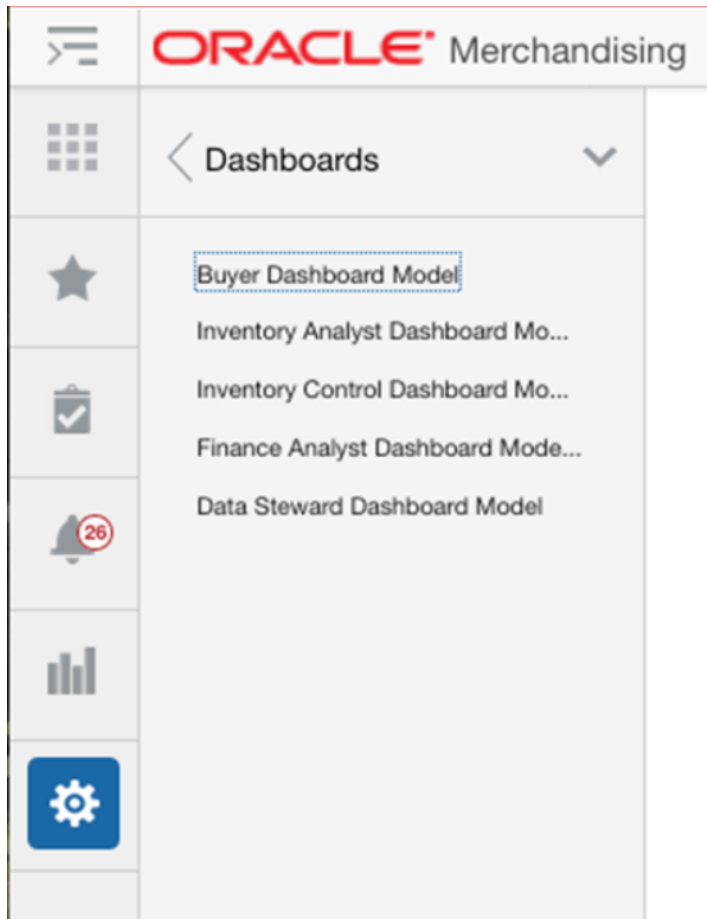 ORACLE Merchandising
Dashboards
Buyer Dashboard Model
Inventory Analyst Dashboard Mo...
Inventory Control Dashboard Mo...
Finance Analyst Dashboard Mode...
Data Steward Dashboard Model
26